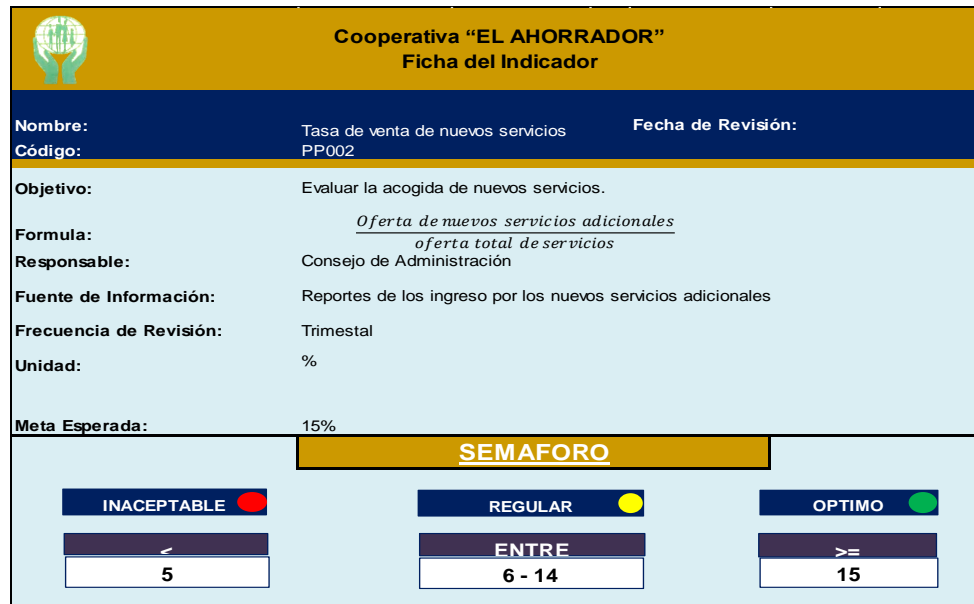 Cooperativa “EL AHORRADOR”
Ficha del Indicador
Nombre: Tasa de venta de nuevos servicios Fecha de Revisión:
Código: PP002
Objetivo: Evaluar la acogida de nuevos servicios.
Formula: Oferta de nuevos servicios adicionales
oferta total de servicios
Responsable: Consejo de Administración
Fuente de Información: Reportes de los ingreso por los nuevos servicios adicionales
Frecuencia de Revisión: Trimestal
Unidad: %
Meta Esperada: 15%
SEMAFORO
INACEPTABLE REGULAR OPTIMO
< ENTRE >=
5 6 - 14 15